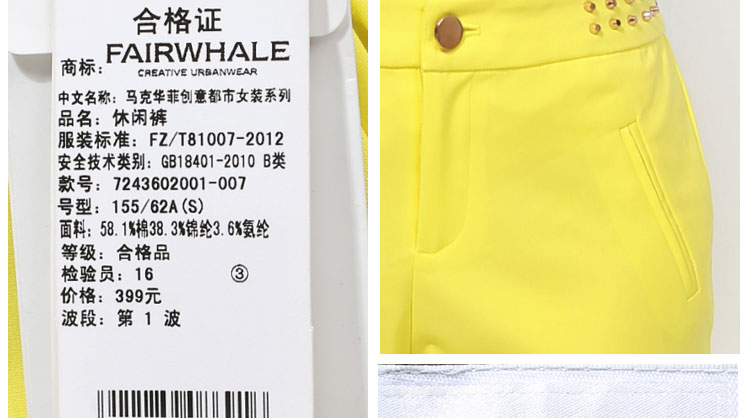 合格证
商标: FAIRWHALE
CREATIVE URBANWEAR
中文名称: 马克华菲创意都市女装系列
品名: 休闲裤
服装标准: FZ/T81007-2012
安全技术类别: GB18401-2010 B类
款号: 7243602001-007
号型: 155/62A(S)
面料: 58.1%棉38.3%锦纶3.6%氨纶
等级: 合格品
检验员: 16 ③
价格: 399元
波段: 第 1 波